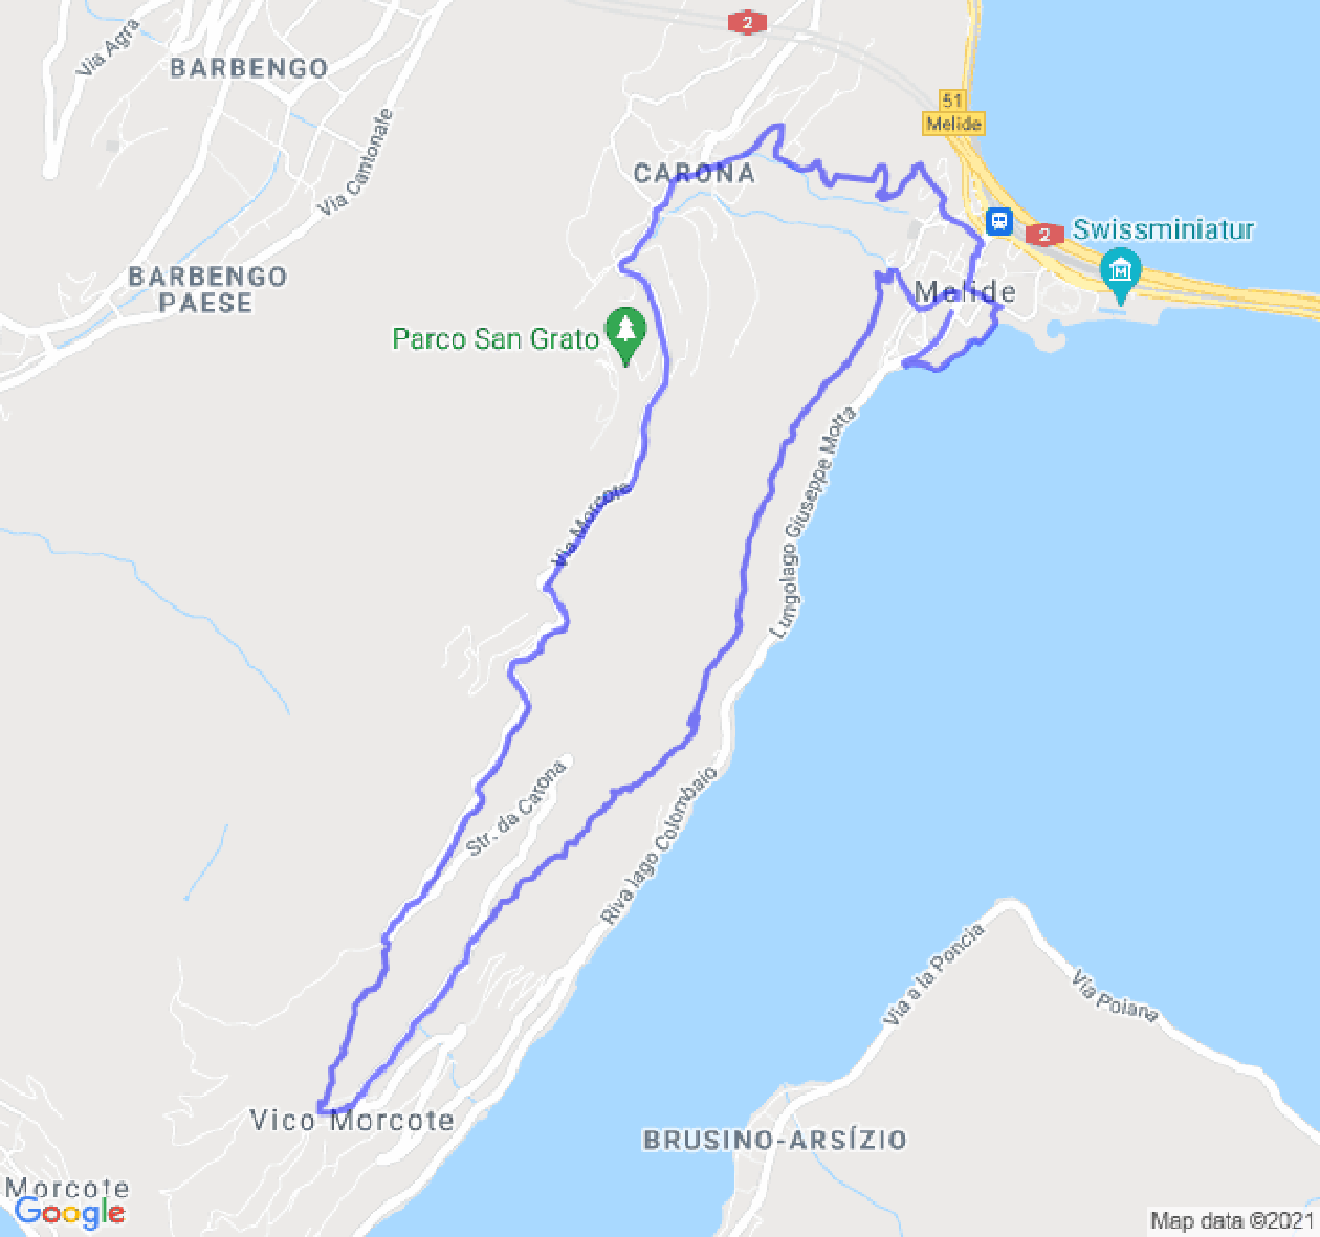 2
Via Agra
BARBENGO
51
Melide
Via Cantonale
CARONA
2
Swissminiatur
BARBENGO
PAESE
Melide
Parco San Grato
Lungolago Giuseppe Motta
Via Morcote
Str. da Carona
Riva lago Colombaio
Via a la Poncia
Via Poiana
Vico Morcote
BRUSINO-ARSÍZIO
Morcote
Google
Map data ©2021